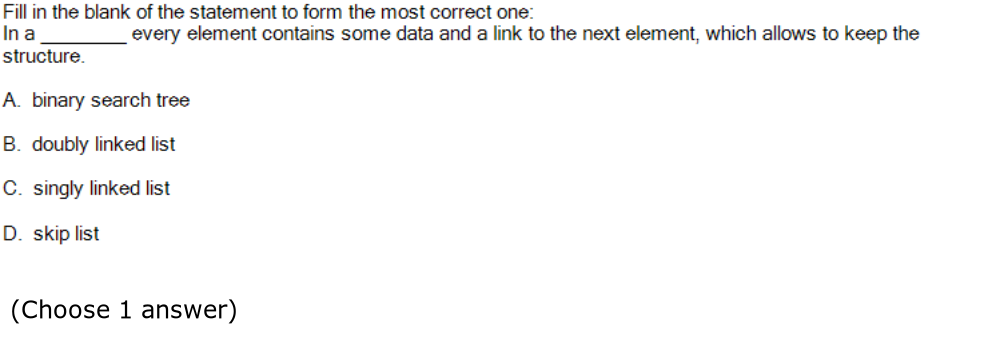 Fill in the blank of the statement to form the most correct one:
In a ________ every element contains some data and a link to the next element, which allows to keep the
structure.
A. binary search tree
B. doubly linked list
C. singly linked list
D. skip list
(Choose 1 answer)